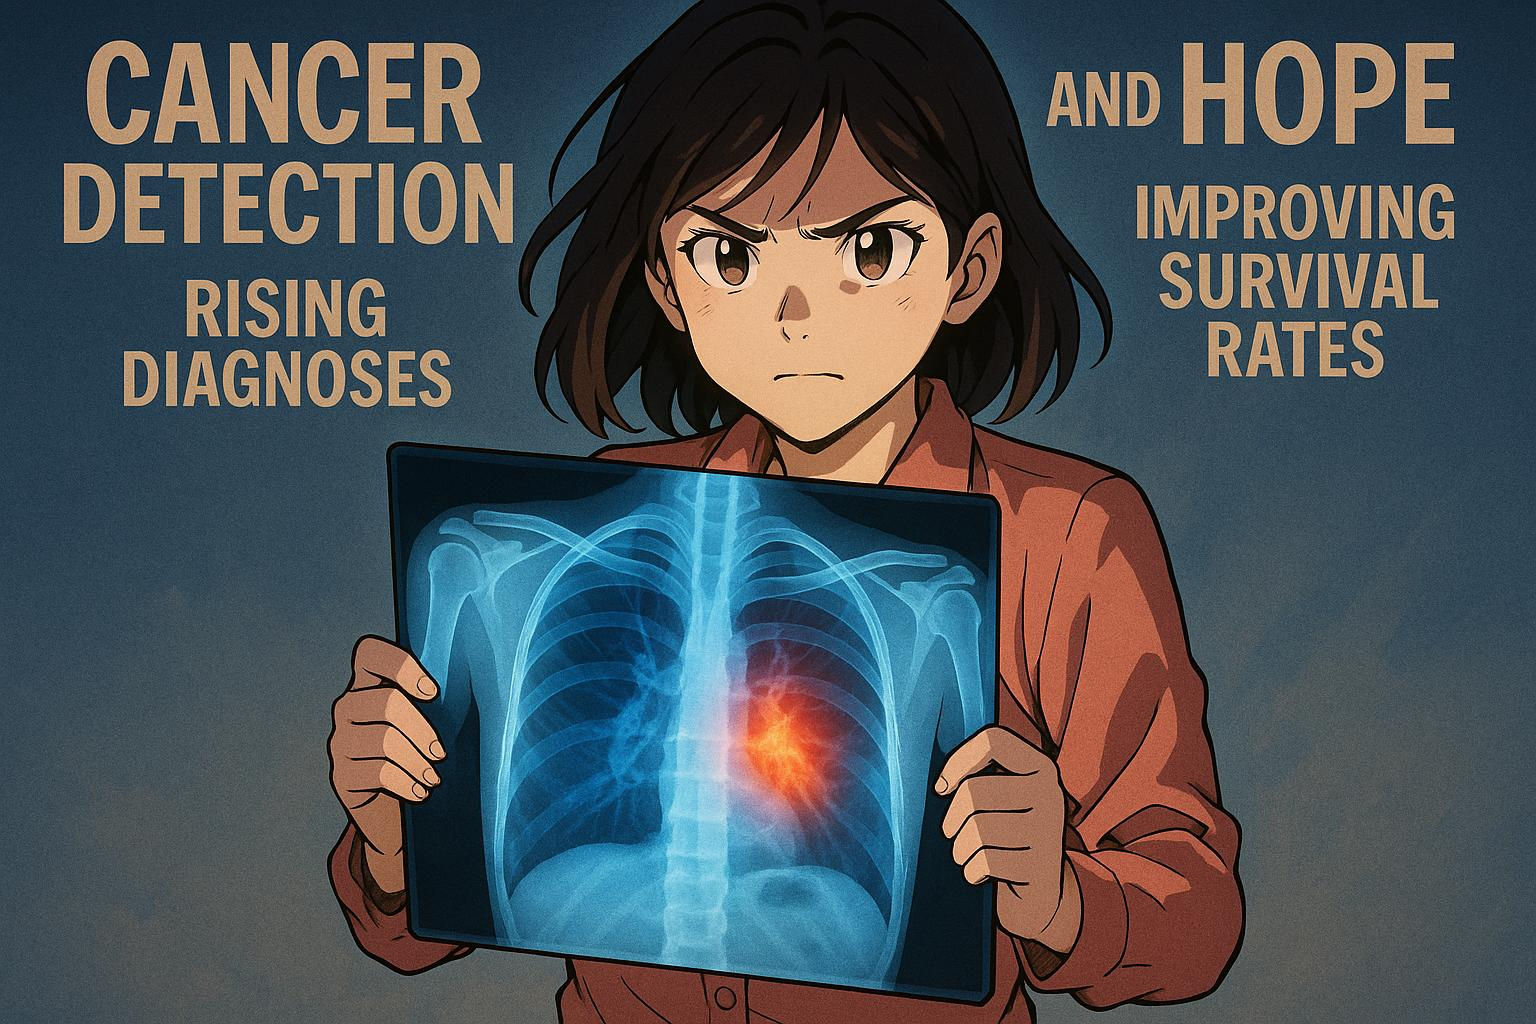 CANCER
DETECTION
RISING
DIAGNOSES
AND HOPE
IMPROVING
SURVIVAL
RATES